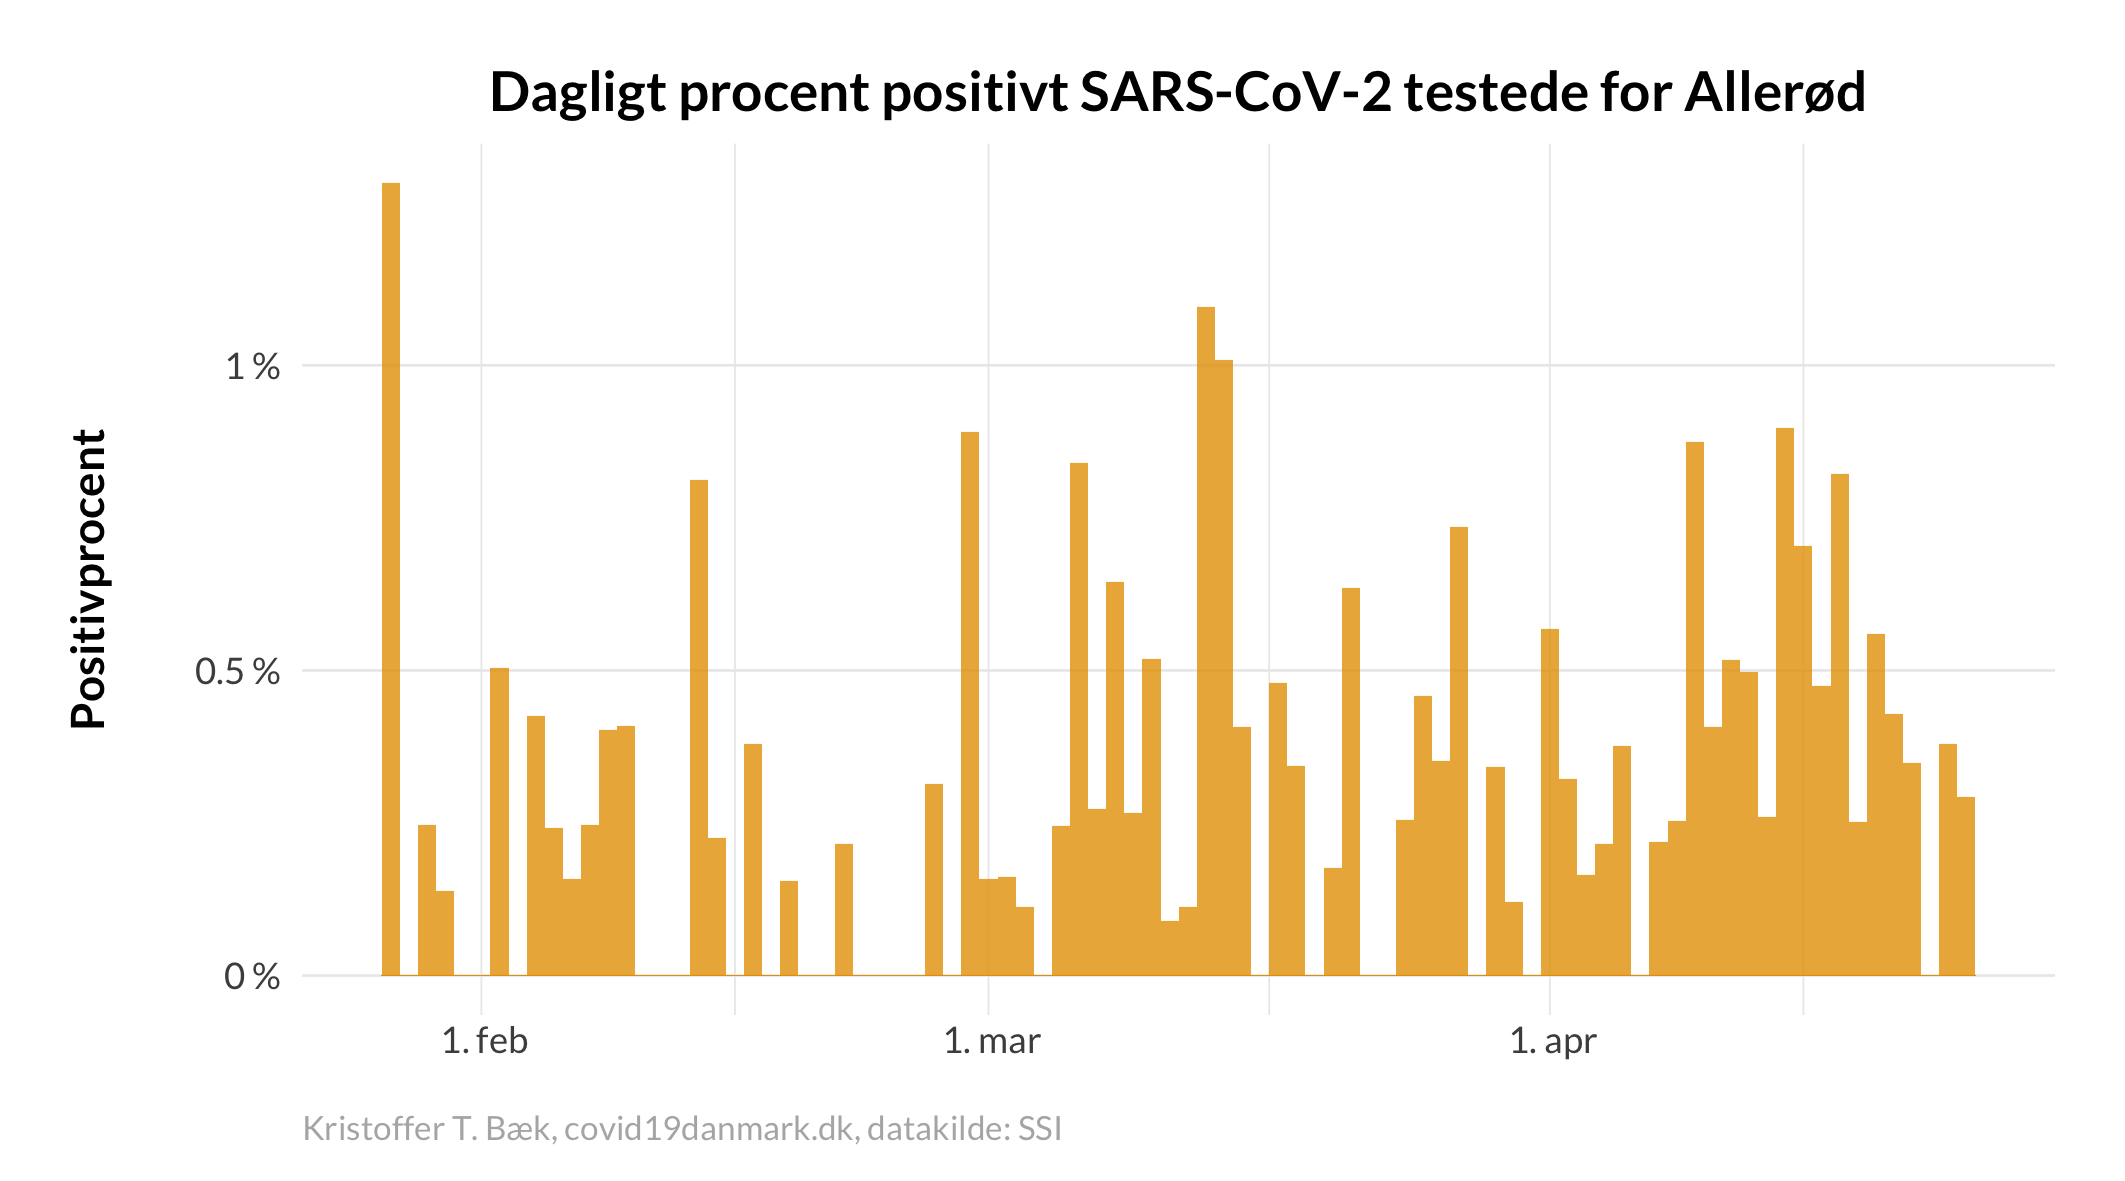 Dagligt procent positivt SARS-CoV-2 testede for Allerød
Positivprocent
1 %
0.5 %
0 %
1. feb
1. mar
1. apr
Kristoffer T. Bæk, covid19danmark.dk, datakilde: SSI